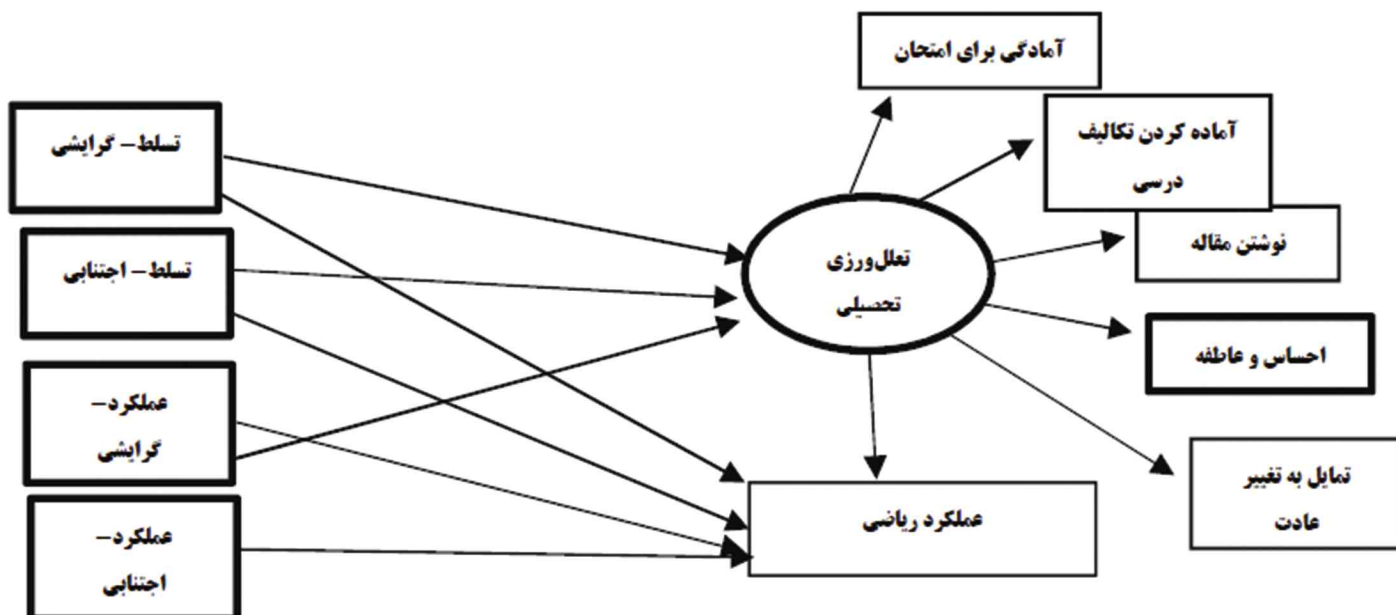 آمادگی برای امتحان
آماده کردن تکالیف
درسی
نوشتن مقاله
احساس و عاطفه
تمایل به تغییر
عادت
تعلل‌ورزی
تحصیلی
عملکرد ریاضی
تسلط– گرایشی
تسلط– اجتنابی
عملکرد–
گرایشی
عملکرد–
اجتنابی